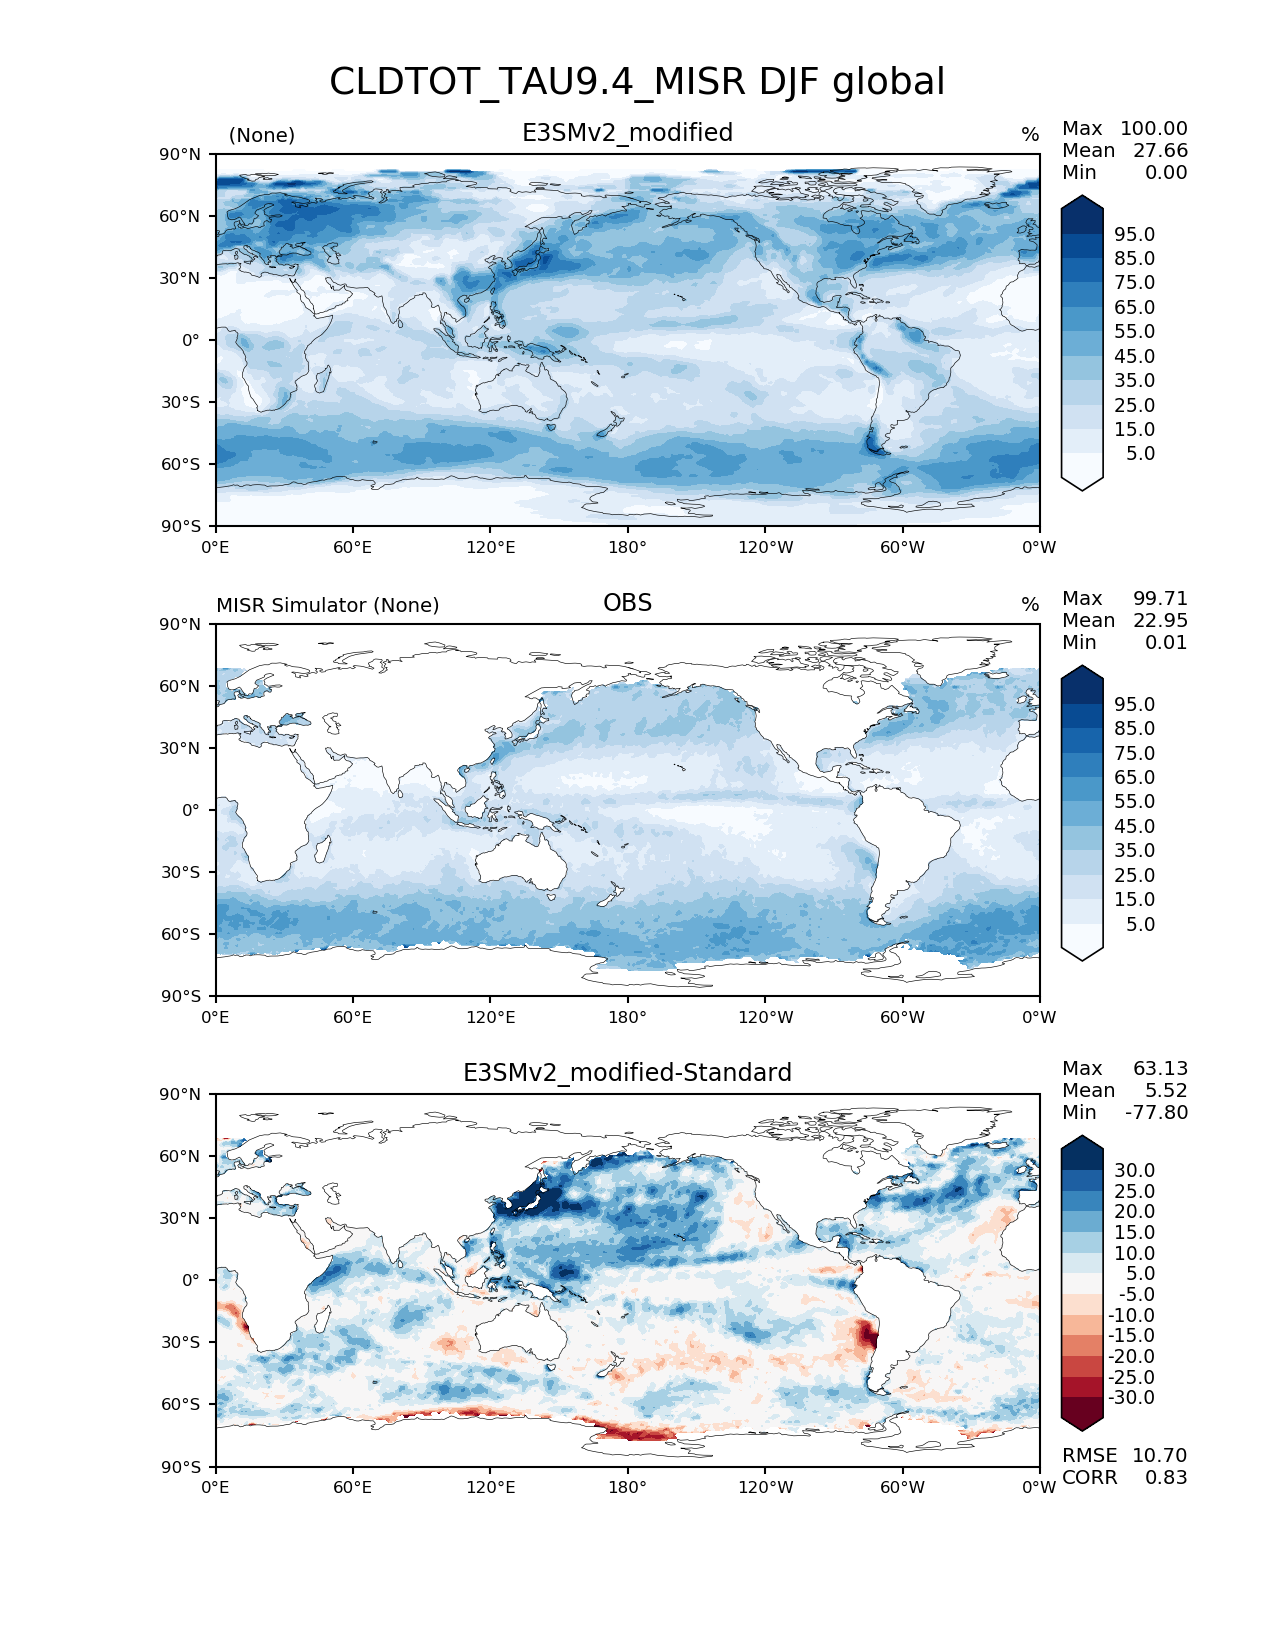 CLDTOT_TAU9.4_MISR DJF global
(None) E3SMv2_modified %
Max 100.00
Mean 27.66
Min 0.00
90°N
60°N
30°N
0°
30°S
60°S
90°S
0°E 60°E 120°E 180° 120°W 60°W 0°W
95.0
85.0
75.0
65.0
55.0
45.0
35.0
25.0
15.0
5.0
MISR Simulator (None) OBS %
Max 99.71
Mean 22.95
Min 0.01
90°N
60°N
30°N
0°
30°S
60°S
90°S
0°E 60°E 120°E 180° 120°W 60°W 0°W
95.0
85.0
75.0
65.0
55.0
45.0
35.0
25.0
15.0
5.0
E3SMv2_modified-Standard
Max 63.13
Mean 5.52
Min -77.80
90°N
60°N
30°N
0°
30°S
60°S
90°S
0°E 60°E 120°E 180° 120°W 60°W 0°W
30.0
25.0
20.0
15.0
10.0
5.0
-5.0
-10.0
-15.0
-20.0
-25.0
-30.0
RMSE 10.70
CORR 0.83